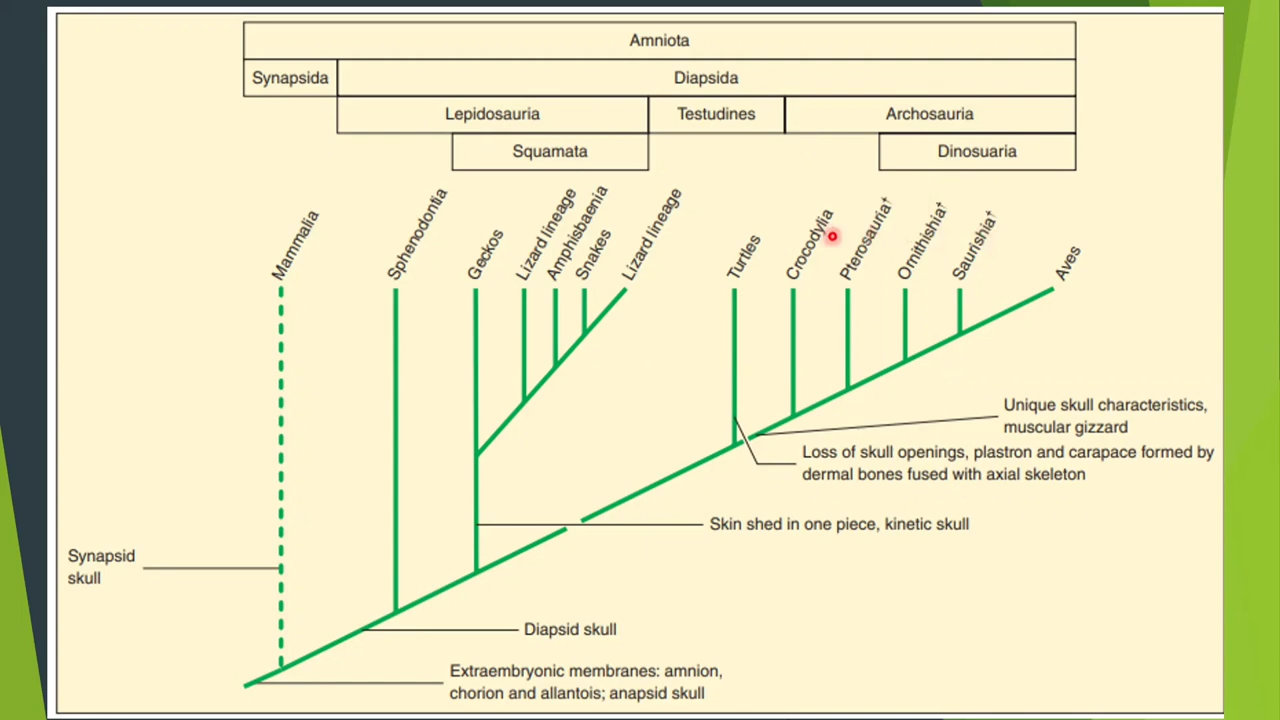 Amniota
Synapsida
Diapsida
Lepidosauria
Testudines
Archosauria
Squamata
Dinosuaria
Mammalia
Sphenodontia
Geckos
Lizard lineage
Amphisbaenia
Snakes
Lizard lineage
Turtles
Crocodylia
Pterosauria†
Ornithishia†
Saurishia†
Aves
Unique skull characteristics,
muscular gizzard
Loss of skull openings, plastron and carapace formed by
dermal bones fused with axial skeleton
Skin shed in one piece, kinetic skull
Synapsid
skull
Diapsid skull
Extraembryonic membranes: amnion,
chorion and allantois; anapsid skull